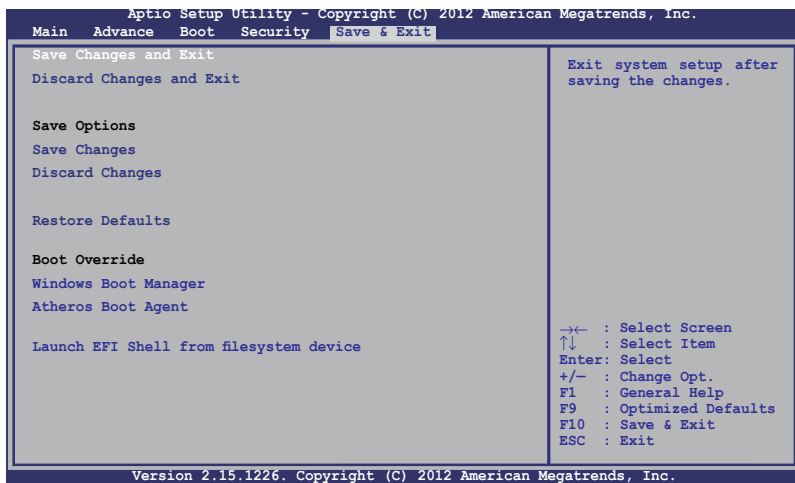 Aptio Setup Utility - Copyright (C) 2012 American Megatrends, Inc.
Main Advance Boot Security Save & Exit
Save Changes and Exit
Discard Changes and Exit
Save Options
Save Changes
Discard Changes
Restore Defaults
Boot Override
Windows Boot Manager
Atheros Boot Agent
Launch EFI Shell from filesystem device
Exit system setup after
saving the changes.
→← : Select Screen
↑↓ : Select Item
Enter: Select
+/— : Change Opt.
F1 : General Help
F9 : Optimized Defaults
F10 : Save & Exit
ESC : Exit
Version 2.15.1226. Copyright (C) 2012 American Megatrends, Inc.